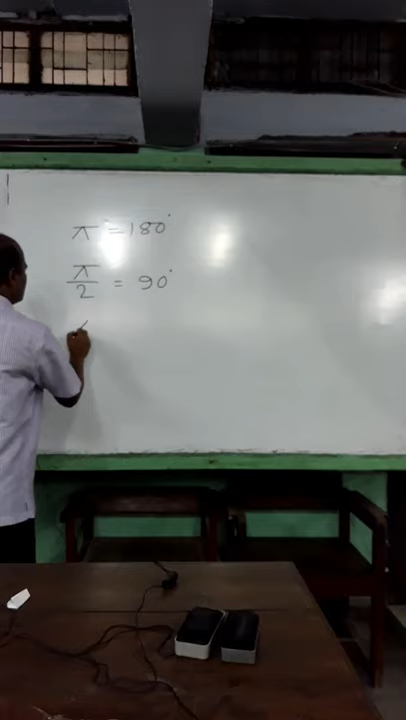 π = 180°
π/2 = 90°